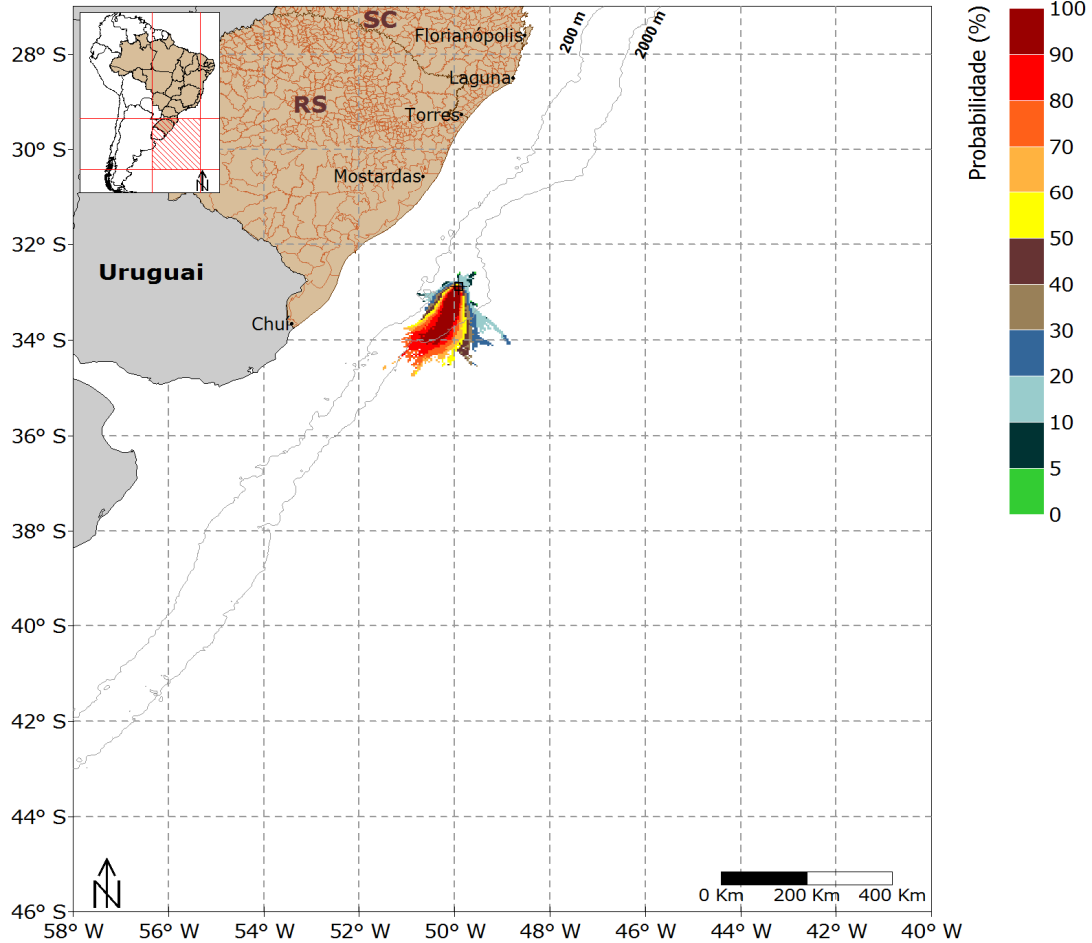 SC
Florianópolis
Laguna
RS
Torres
Mostardas
Uruguai
Chuí
200 m
2000 m
N
N
28° S
30° S
32° S
34° S
36° S
38° S
40° S
42° S
44° S
46° S
58° W
56° W
54° W
52° W
50° W
48° W
46° W
44° W
42° W
40° W
0 Km
200 Km
400 Km
Probabilidade (%)
100
90
80
70
60
50
40
30
20
10
5
0